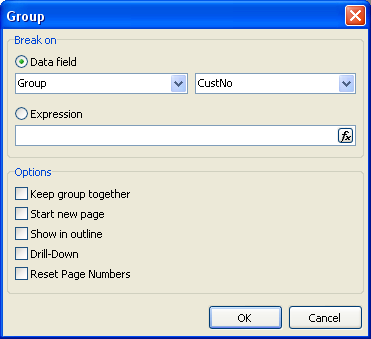 Group
Break on
Data field
Group CustNo
Expression
fx
Options
Keep group together
Start new page
Show in outline
Drill-Down
Reset Page Numbers
OK Cancel